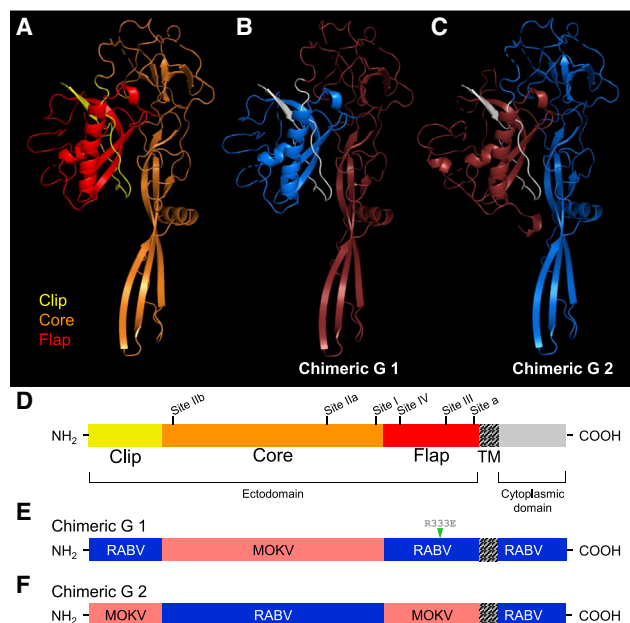 A
B
C
Clip
Core
Flap
Chimeric G 1
Chimeric G 2
D
Site IIb
Site IIa
Site I
Site IV
Site III
Site a
NH2
COOH
Clip
Core
Flap
TM
Ectodomain
Cytoplasmic
domain
E
Chimeric G 1
R333E
NH2
RABV
MOKV
RABV
RABV
COOH
F
Chimeric G 2
NH2
MOKV
RABV
MOKV
RABV
COOH